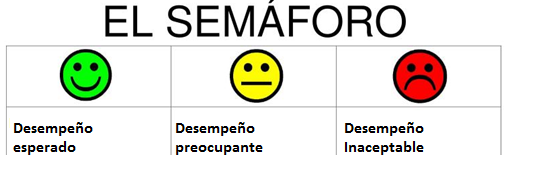 EL SEMÁFORO
Desempeño
esperado
Desempeño
preocupante
Desempeño
Inaceptable